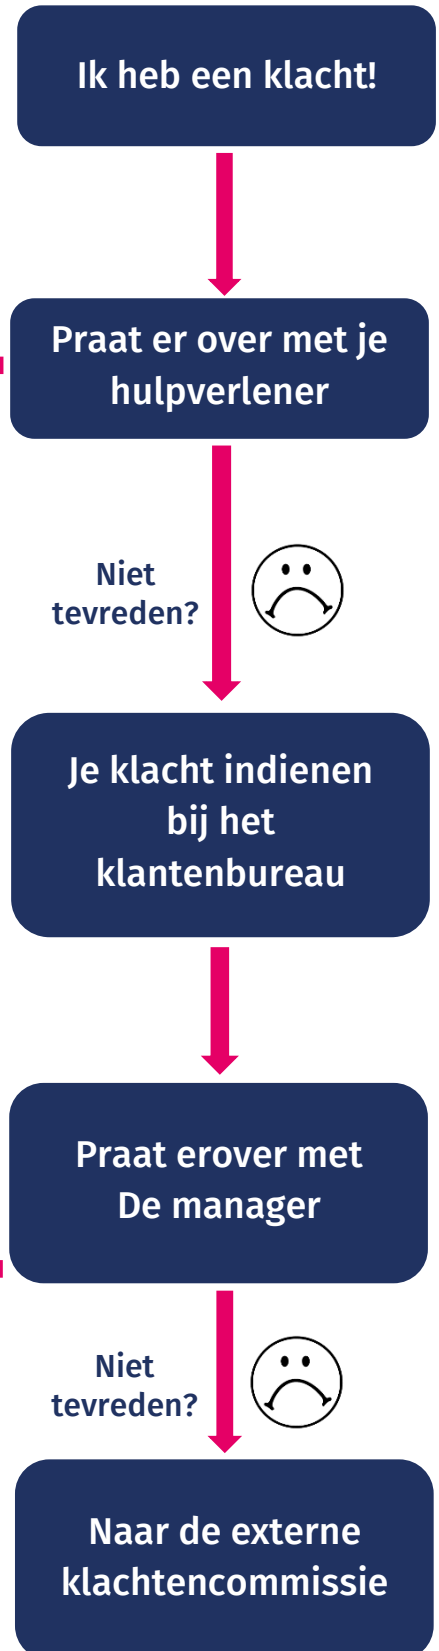 Ik heb een klacht!
Praat er over met je
hulpverlener
Niet
tevreden?
Je klacht indienen
bij het
klantenbureau
Praat erover met
De manager
Niet
tevreden?
Naar de externe
klachtencommissie